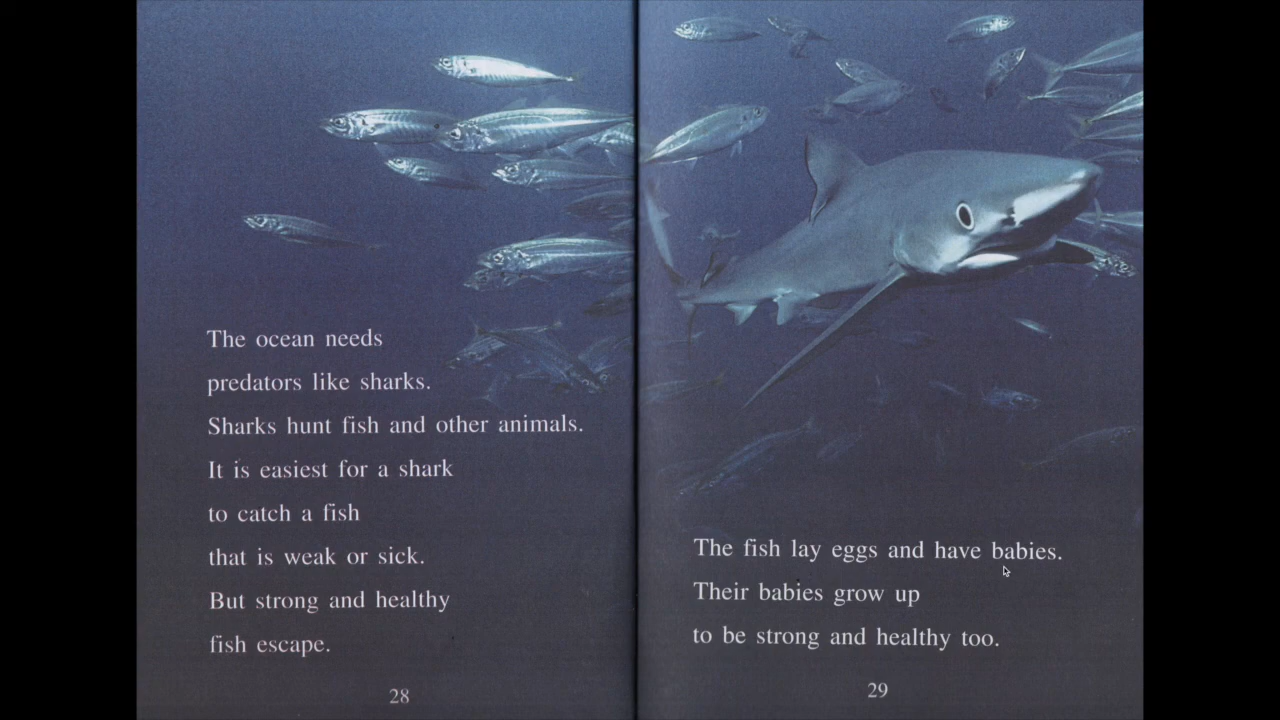 The ocean needs
predators like sharks.
Sharks hunt fish and other animals.
It is easiest for a shark
to catch a fish
that is weak or sick.
But strong and healthy
fish escape.
28
The fish lay eggs and have babies.
Their babies grow up
to be strong and healthy too.
29